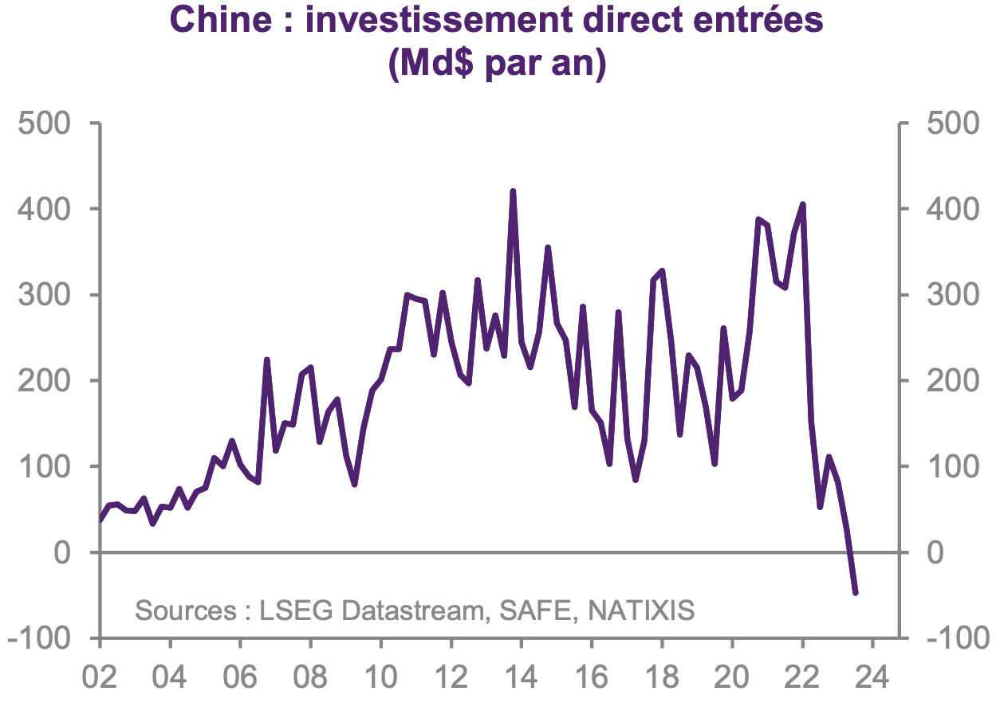 Chine : investissement direct entrées
(Md$ par an)
500 500
400 400
300 300
200 200
100 100
0 0
Sources : LSEG Datastream, SAFE, NATIXIS
-100 -100
02 04 06 08 10 12 14 16 18 20 22 24